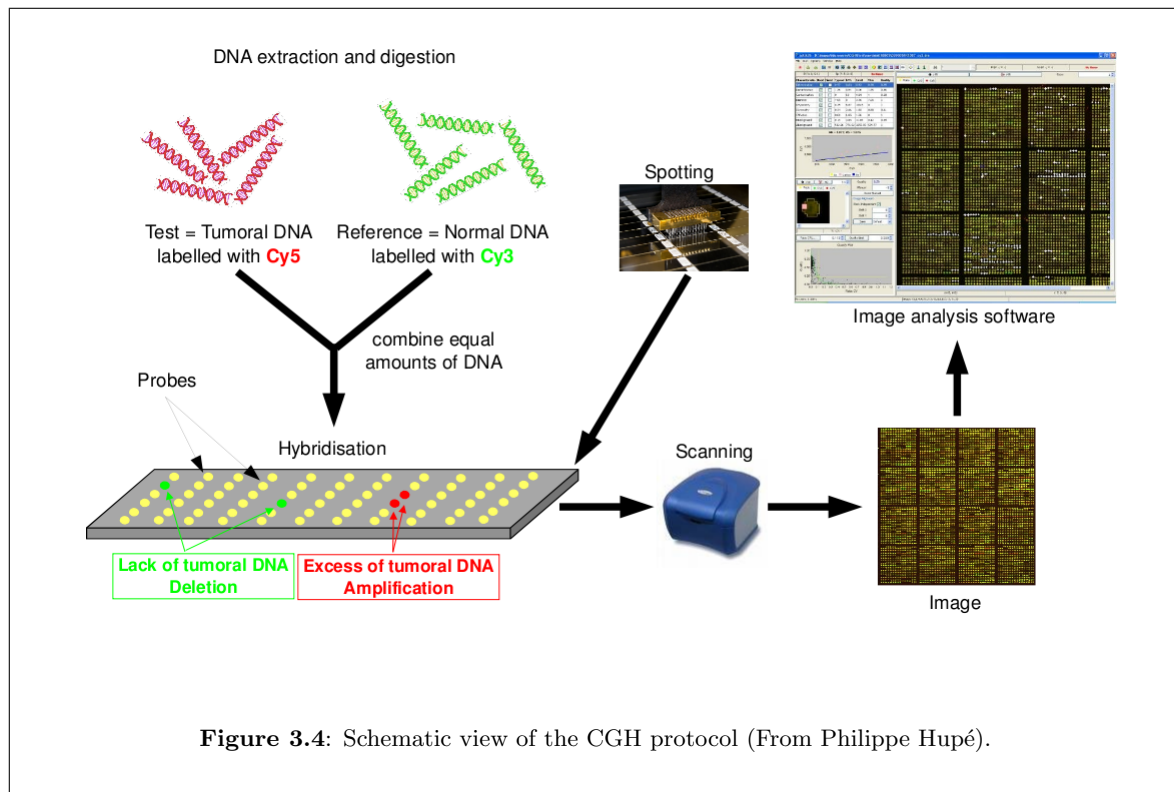 DNA extraction and digestion
Test = Tumoral DNA
labelled with Cy5
Reference = Normal DNA
labelled with Cy3
Spotting
combine equal
amounts of DNA
Probes
Hybridisation
Lack of tumoral DNA
Deletion
Excess of tumoral DNA
Amplification
Scanning
Image
Image analysis software
Figure 3.4: Schematic view of the CGH protocol (From Philippe Hupé).